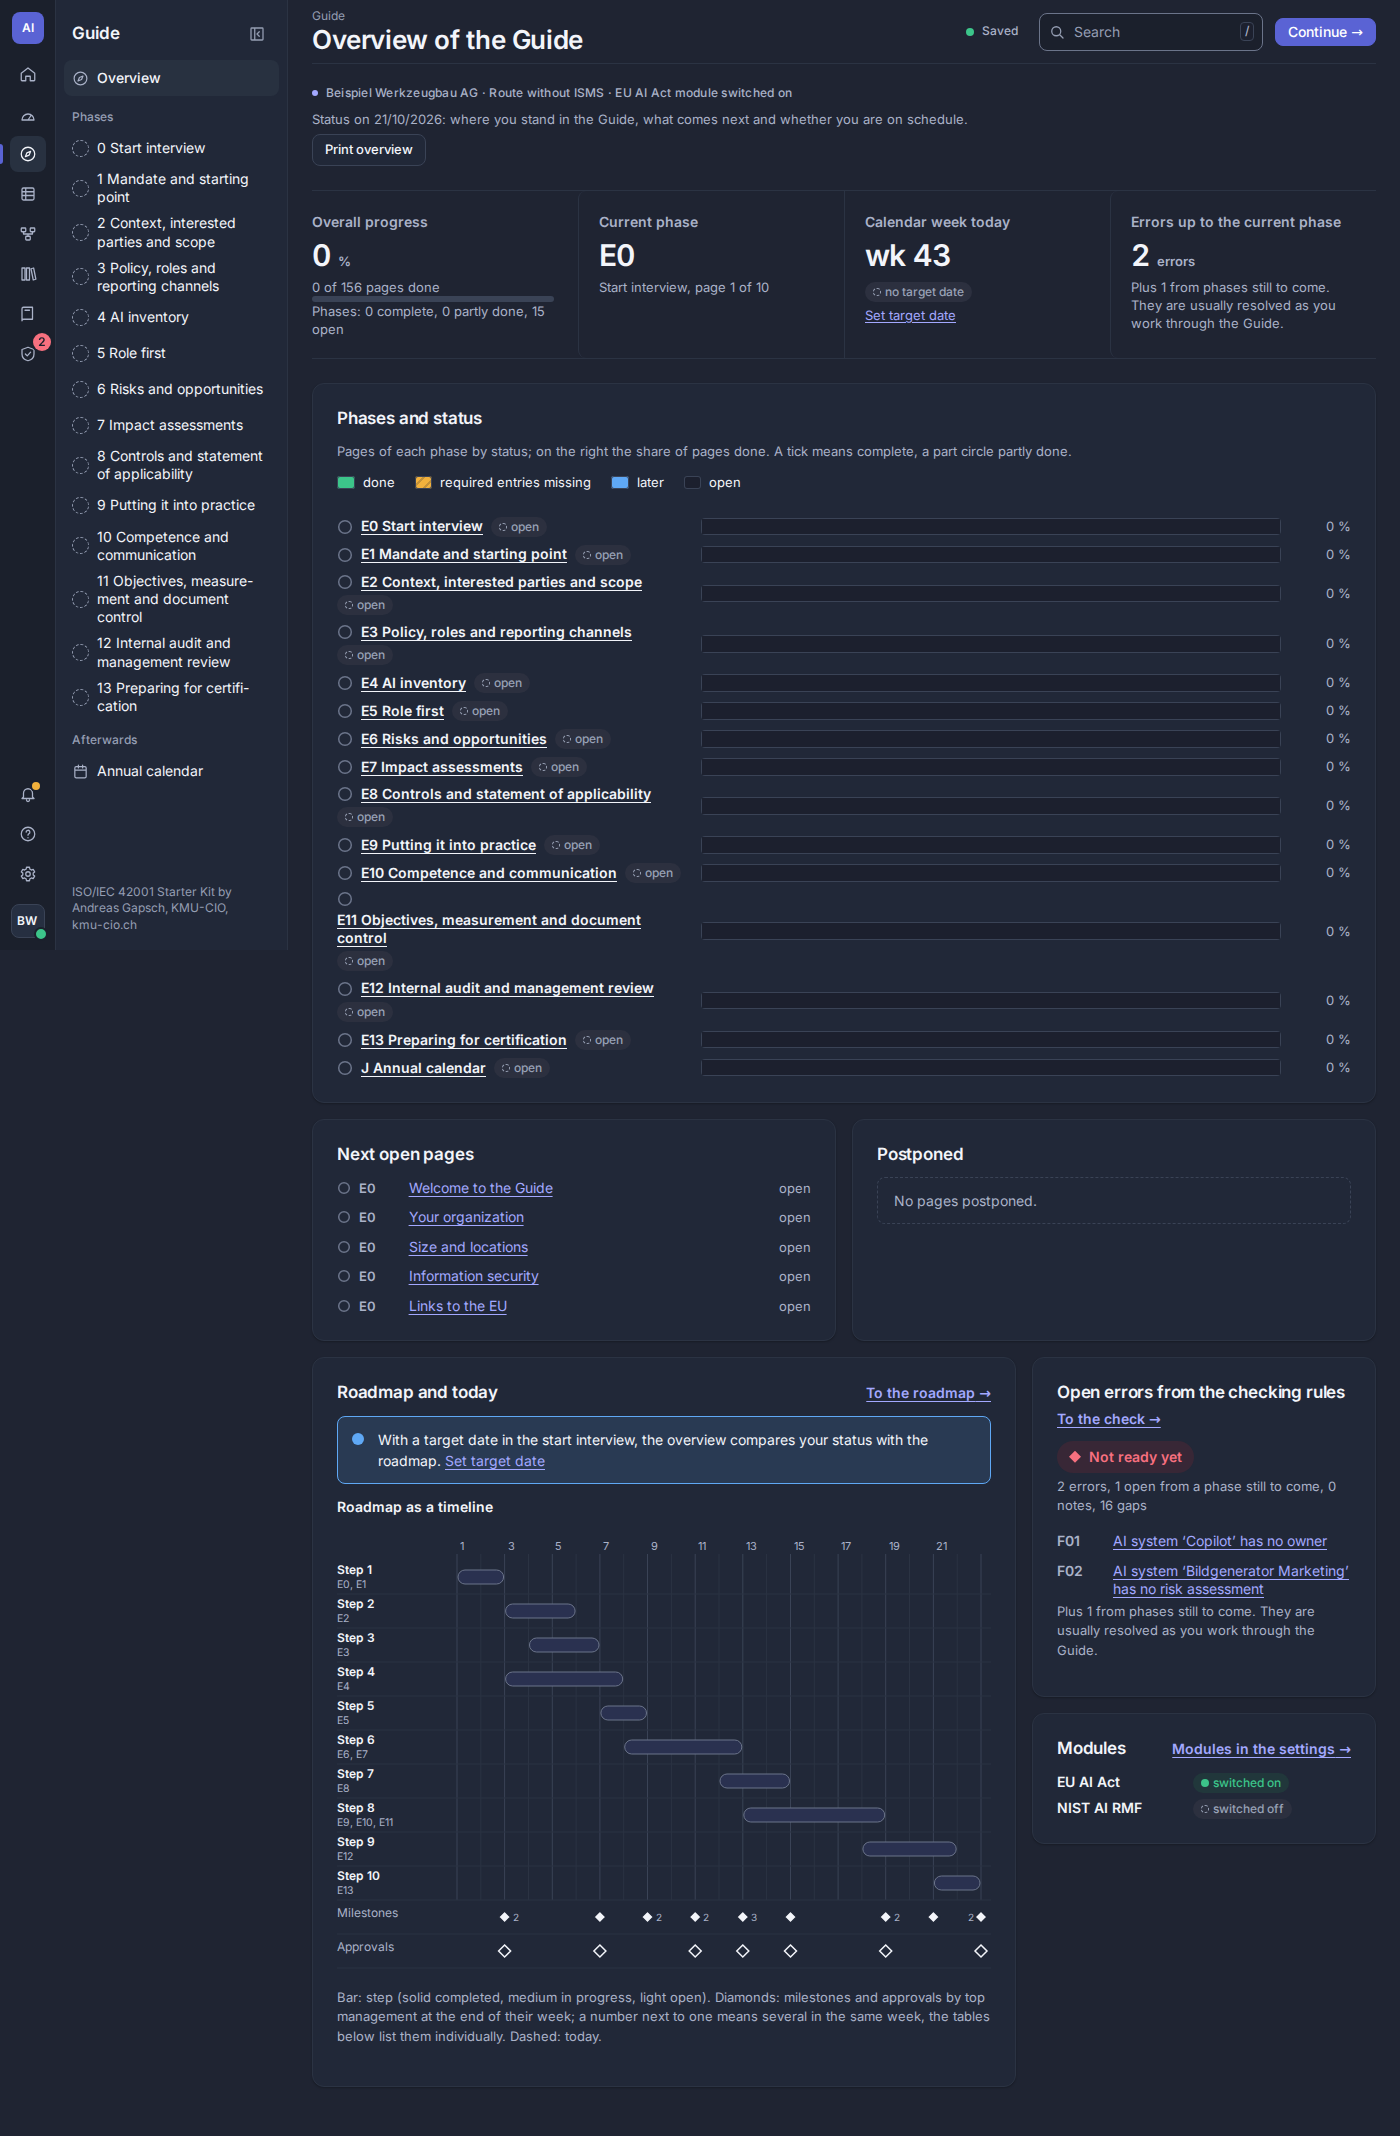 AI
Guide
Overview
Phases
0 Start interview
1 Mandate and starting
point
2 Context, interested
parties and scope
3 Policy, roles and
reporting channels
4 AI inventory
5 Role first
6 Risks and opportunities
7 Impact assessments
8 Controls and statement
of applicability
9 Putting it into practice
10 Competence and
communication
11 Objectives, measure-
ment and document
control
12 Internal audit and
management review
13 Preparing for certifi-
cation
Afterwards
Annual calendar
2
BW
ISO/IEC 42001 Starter Kit by
Andreas Gapsch, KMU-CIO,
kmu-cio.ch
Guide
Overview of the Guide
Saved
Search
/
Continue →
Beispiel Werkzeugbau AG · Route without ISMS · EU AI Act module switched on
Status on 21/10/2026: where you stand in the Guide, what comes next and whether you are on schedule.
Print overview
Overall progress
0 %
0 of 156 pages done
Phases: 0 complete, 0 partly done, 15
open
Current phase
E0
Start interview, page 1 of 10
Calendar week today
wk 43
no target date
Set target date
Errors up to the current phase
2 errors
Plus 1 from phases still to come.
They are usually resolved as you
work through the Guide.
Phases and status
Pages of each phase by status; on the right the share of pages done. A tick means complete, a part circle partly done.
done required entries missing later open
E0 Start interview open 0 %
E1 Mandate and starting point open 0 %
E2 Context, interested parties and scope
open 0 %
E3 Policy, roles and reporting channels
open 0 %
E4 AI inventory open 0 %
E5 Role first open 0 %
E6 Risks and opportunities open 0 %
E7 Impact assessments open 0 %
E8 Controls and statement of applicability
open 0 %
E9 Putting it into practice open 0 %
E10 Competence and communication open 0 %
E11 Objectives, measurement and document
control 0 %
open
E12 Internal audit and management review
open 0 %
E13 Preparing for certification open 0 %
J Annual calendar open 0 %
Next open pages
E0 Welcome to the Guide open
E0 Your organization open
E0 Size and locations open
E0 Information security open
E0 Links to the EU open
Postponed
No pages postponed.
Roadmap and today
To the roadmap →
With a target date in the start interview, the overview compares your status with the
roadmap. Set target date
Roadmap as a timeline
1 3 5 7 9 11 13 15 17 19 21
Step 1
E0, E1
Step 2
E2
Step 3
E3
Step 4
E4
Step 5
E5
Step 6
E6, E7
Step 7
E8
Step 8
E9, E10, E11
Step 9
E12
Step 10
E13
Milestones 2 2 2 3 2 2
Approvals
Bar: step (solid completed, medium in progress, light open). Diamonds: milestones and approvals by top
management at the end of their week; a number next to one means several in the same week, the tables
below list them individually. Dashed: today.
Open errors from the checking rules
To the check →
Not ready yet
2 errors, 1 open from a phase still to come, 0
notes, 16 gaps
F01 AI system ‘Copilot’ has no owner
F02 AI system ‘Bildgenerator Marketing’
has no risk assessment
Plus 1 from phases still to come. They are
usually resolved as you work through the
Guide.
Modules
Modules in the settings →
EU AI Act switched on
NIST AI RMF switched off